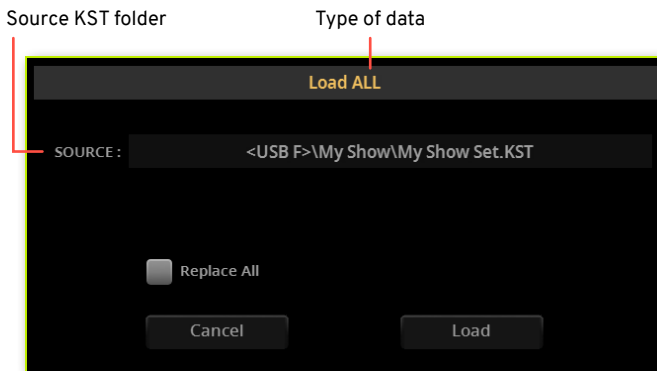 Source KST folder
Type of data
Load ALL
SOURCE :
<USB F>\My Show\My Show Set.KST
Replace All
Cancel
Load